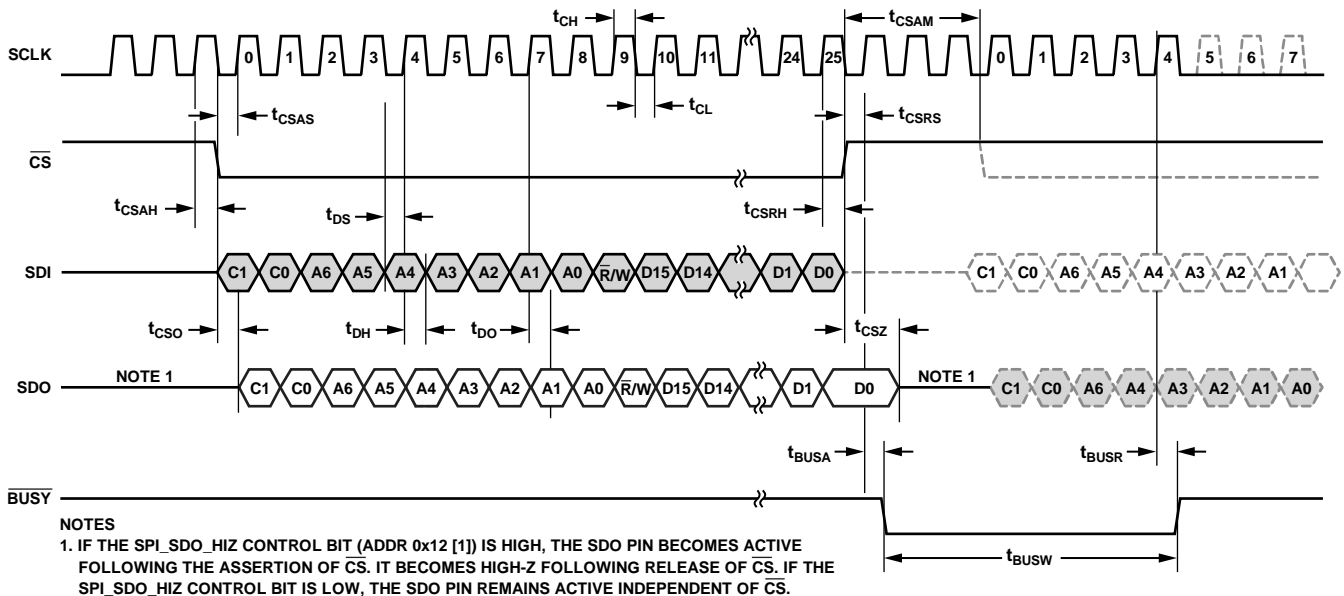 t_CH
t_CSAM
SCLK 0 1 2 3 4 5 6 7 8 9 10 11 24 25 0 1 2 3 4 5 6 7
t_CSAS t_CL t_CSRS
C̅S̅
t_CSAH t_DS t_CSRH
SDI C1 C0 A6 A5 A4 A3 A2 A1 A0 R̅/W D15 D14 D1 D0 C1 C0 A6 A5 A4 A3 A2 A1
t_CSO t_DH t_DO t_CSZ
SDO NOTE 1 C1 C0 A6 A5 A4 A3 A2 A1 A0 R̅/W D15 D14 D1 D0 NOTE 1 C1 C0 A6 A4 A3 A2 A1 A0
t_BUSA t_BUSR
B̅U̅S̅Y̅
t_BUSW
NOTES
1. IF THE SPI_SDO_HIZ CONTROL BIT (ADDR 0x12 [1]) IS HIGH, THE SDO PIN BECOMES ACTIVE
FOLLOWING THE ASSERTION OF C̅S̅. IT BECOMES HIGH-Z FOLLOWING RELEASE OF C̅S̅. IF THE
SPI_SDO_HIZ CONTROL BIT IS LOW, THE SDO PIN REMAINS ACTIVE INDEPENDENT OF C̅S̅.